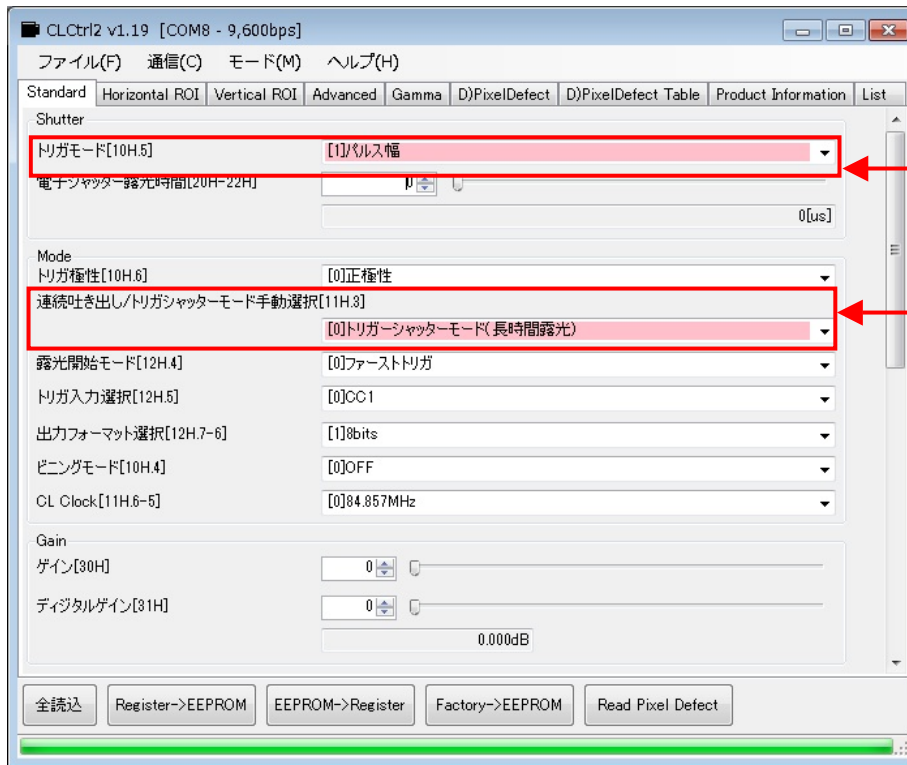 CLCtrl2 v1.19 [COM8 - 9,600bps]
ファイル(F) 通信(C) モード(M) ヘルプ(H)
Standard Horizontal ROI Vertical ROI Advanced Gamma D)PixelDefect D)PixelDefect Table Product Information List
Shutter
トリガモード[10H.5] [1]パルス幅
電子シャッター露光時間[20H-22H] 0
0[us]
Mode
トリガ極性[10H.6] [0]正極性
連続吐き出し/トリガシャッターモード手動選択[11H.3]
[0]トリガーシャッターモード(長時間露光)
露光開始モード[12H.4] [0]ファーストトリガ
トリガ入力選択[12H.5] [0]CC1
出力フォーマット選択[12H.7-6] [1]8bits
ビニングモード[10H.4] [0]OFF
CL Clock[11H.6-5] [0]84.857MHz
Gain
ゲイン[30H] 0
ディジタルゲイン[31H] 0
0.000dB
全読込 Register->EEPROM EEPROM->Register Factory->EEPROM Read Pixel Defect